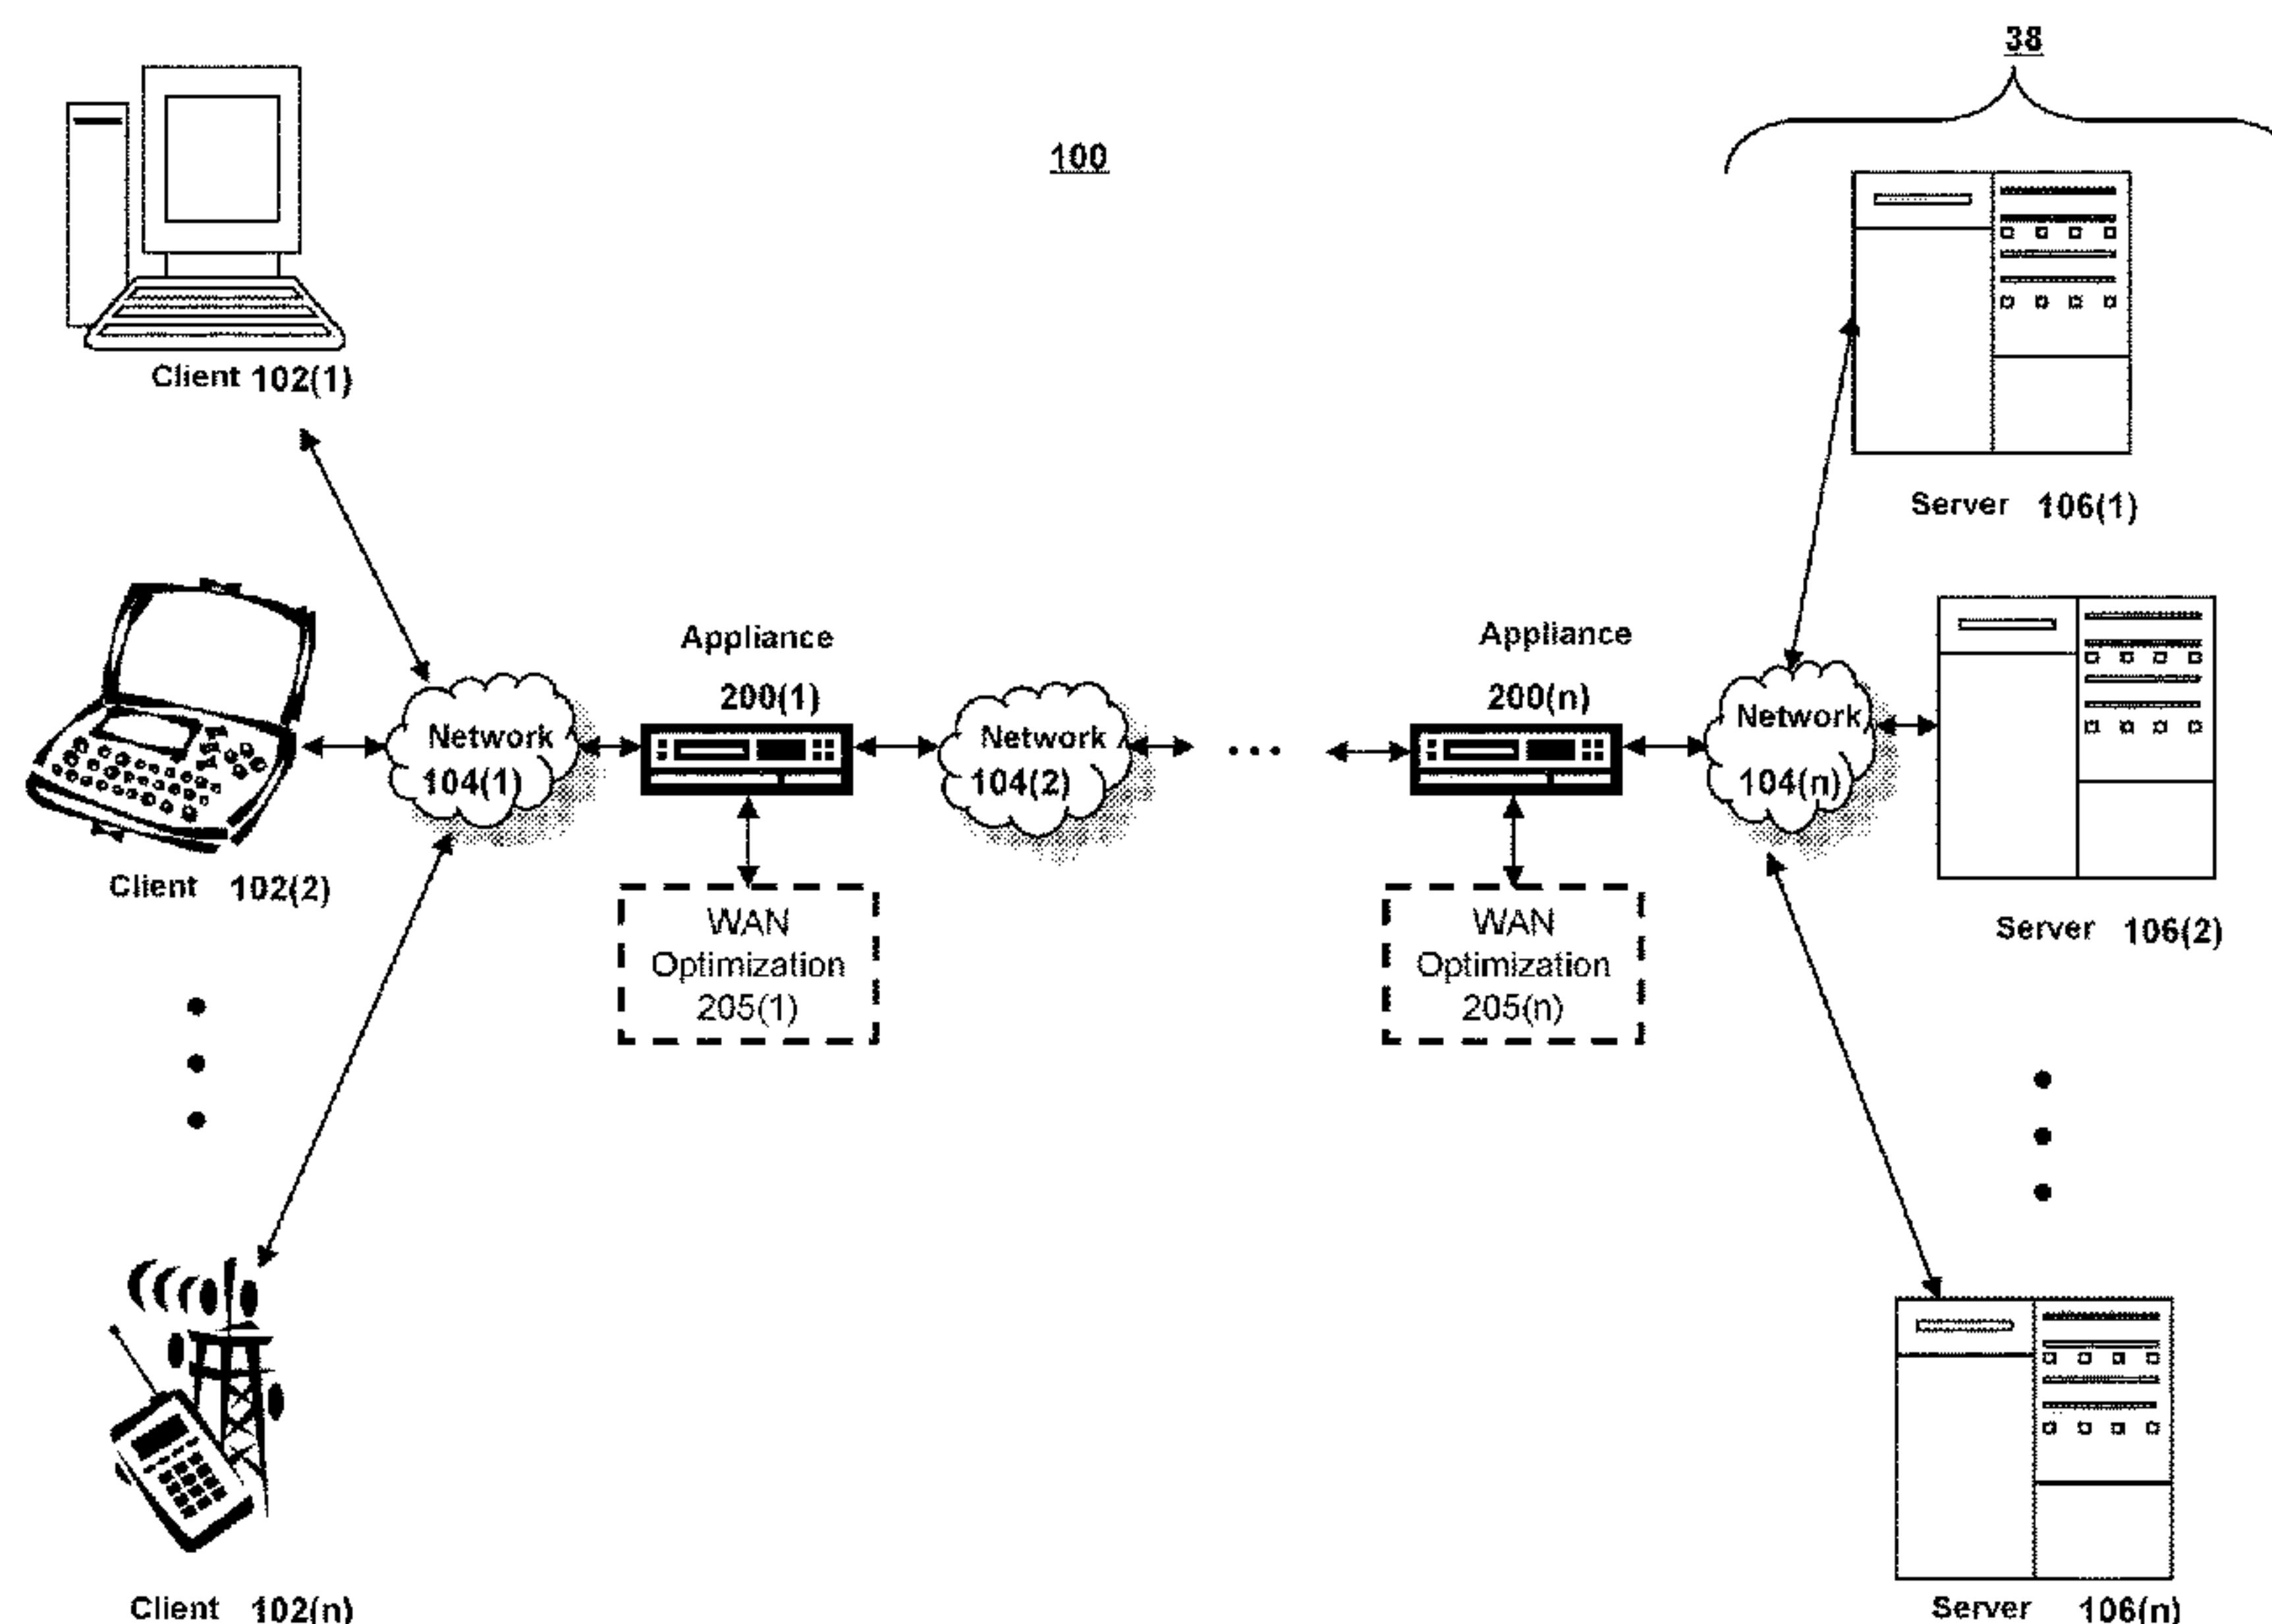 38
100
Client 102(1)
Server 106(1)
Appliance
200(1)
Appliance
200(n)
Network
104(1)
Network
104(2)
...
Network
104(n)
Client 102(2)
WAN
Optimization
205(1)
WAN
Optimization
205(n)
Server 106(2)
Client 102(n)
Server 106(n)